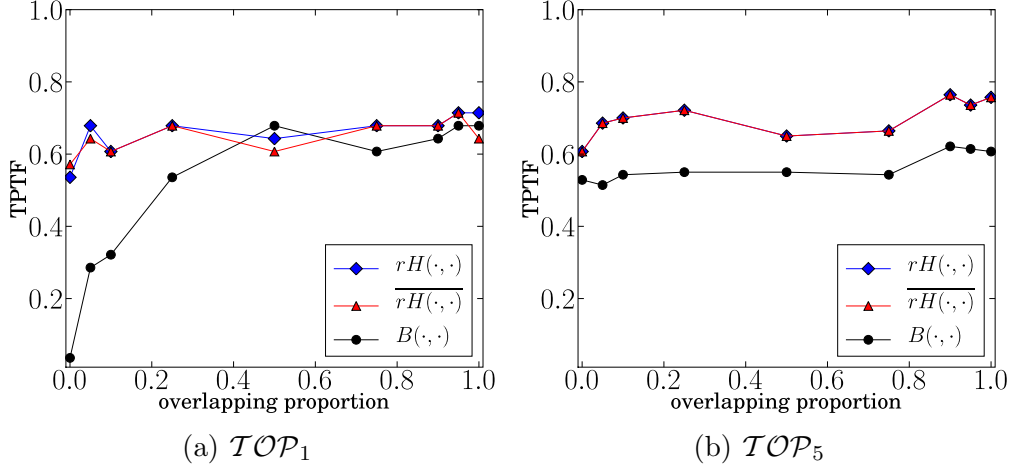 1.0
0.8
0.6
0.4
0.2
TPTF
0.0 0.2 0.4 0.6 0.8 1.0
overlapping proportion
rH(·, ·)
\overline{rH(·, ·)}
B(·, ·)
(a) 𝒯𝒪𝒫₁
1.0
0.8
0.6
0.4
0.2
TPTF
0.0 0.2 0.4 0.6 0.8 1.0
overlapping proportion
rH(·, ·)
\overline{rH(·, ·)}
B(·, ·)
(b) 𝒯𝒪𝒫₅